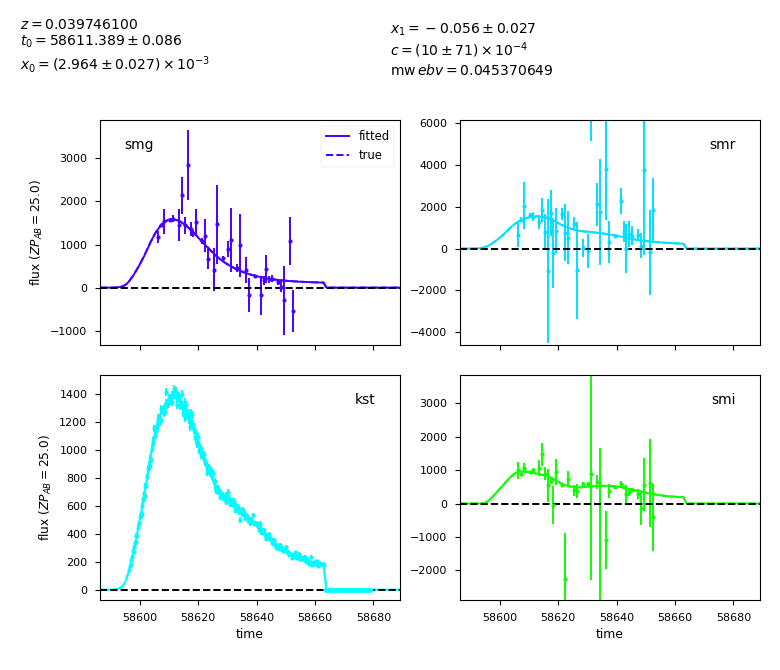 z = 0.039746100
t₀ = 58611.389 ± 0.086
x₀ = (2.964 ± 0.027) × 10⁻³
x₁ = −0.056 ± 0.027
c = (10 ± 71) × 10⁻⁴
mw ebv = 0.045370649
smg
fitted
true
3000
2000
1000
0
−1000
flux (ZP_AB = 25.0)
smr
6000
4000
2000
0
−2000
−4000
kst
1400
1200
1000
800
600
400
200
0
flux (ZP_AB = 25.0)
58600 58620 58640 58660 58680
time
smi
3000
2000
1000
0
−1000
−2000
58600 58620 58640 58660 58680
time